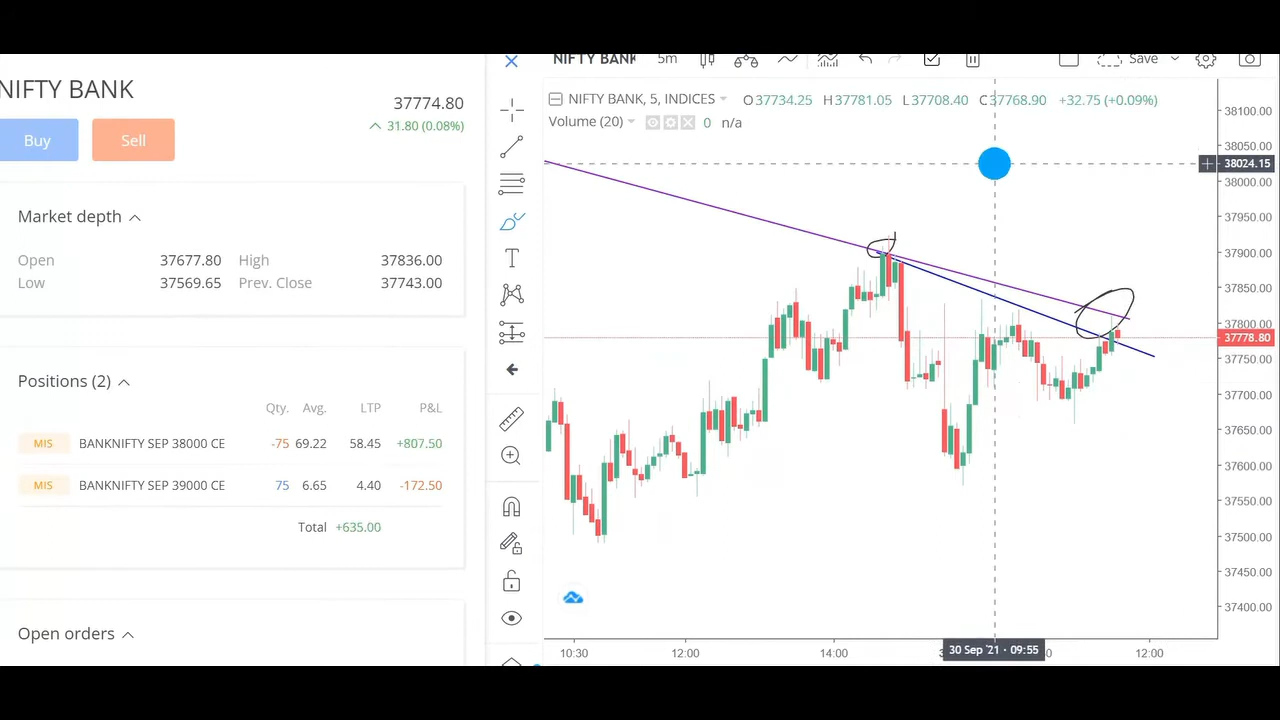 NIFTY BANK
37774.80
31.80 (0.08%)
Buy
Sell
Market depth
Open 37677.80 High 37836.00
Low 37569.65 Prev. Close 37743.00
Positions (2)
Qty. Avg. LTP P&L
MIS BANKNIFTY SEP 38000 CE -75 69.22 58.45 +807.50
MIS BANKNIFTY SEP 39000 CE 75 6.65 4.40 -172.50
Total +635.00
Open orders
NIFTY BANK 5m Save
NIFTY BANK, 5, INDICES O37734.25 H37781.05 L37708.40 C37768.90 +32.75 (+0.09%)
Volume (20) 0 n/a
T
38100.00
38050.00
38024.15
38000.00
37950.00
37900.00
37850.00
37800.00
37778.80
37750.00
37700.00
37650.00
37600.00
37550.00
37500.00
37450.00
37400.00
10:30 12:00 14:00 30 Sep '21 · 09:55 12:00